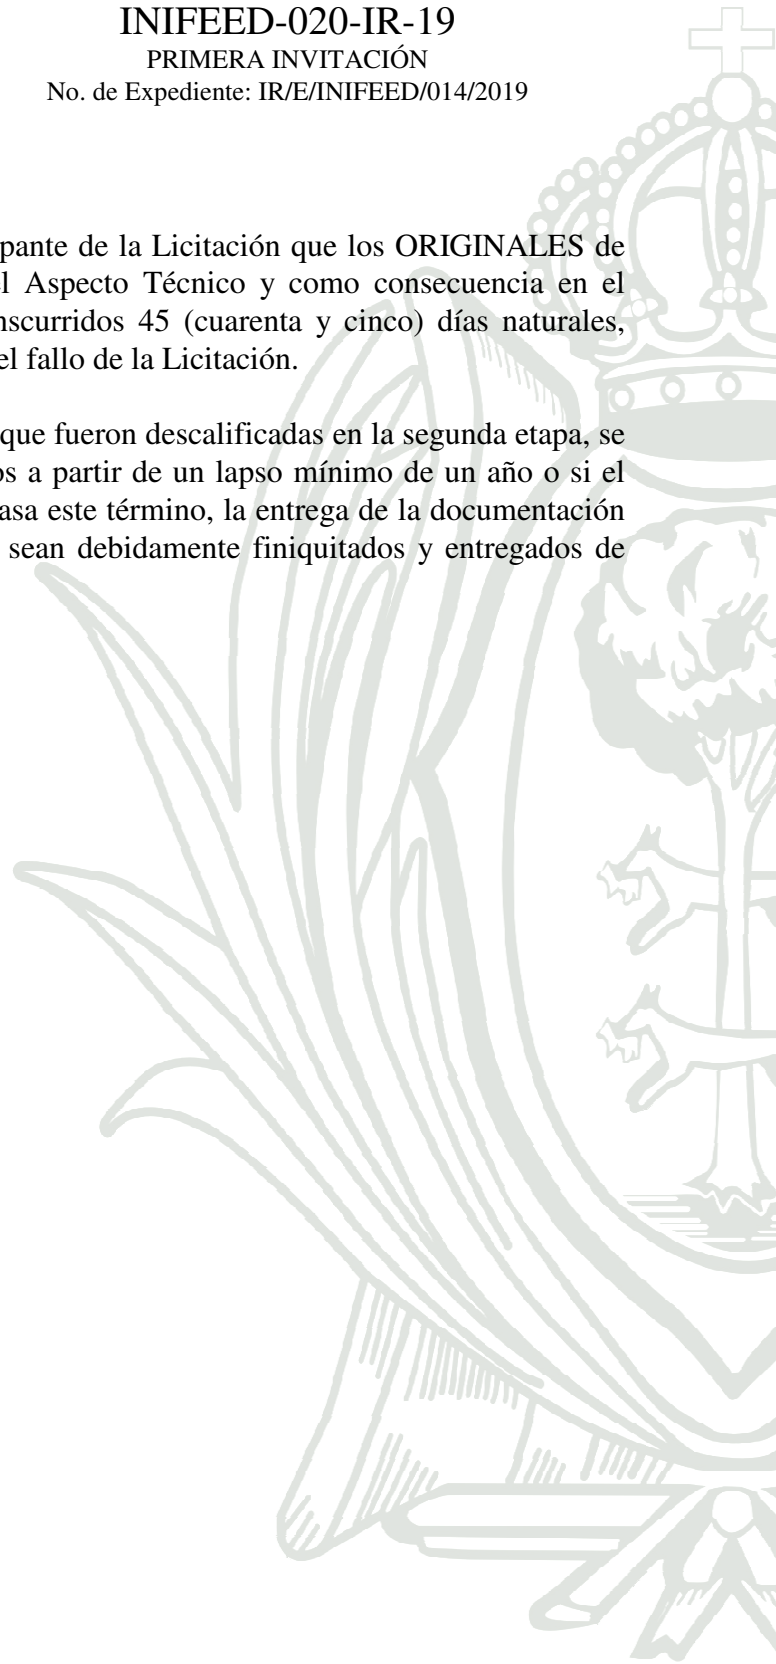 INIFEED-020-IR-19
PRIMERA INVITACIÓN
No. de Expediente: IR/E/INIFEED/014/2019
pante de la Licitación que los ORIGINALES de
l Aspecto Técnico y como consecuencia en el
nscurridos 45 (cuarenta y cinco) días naturales,
el fallo de la Licitación.
que fueron descalificadas en la segunda etapa, se
os a partir de un lapso mínimo de un año o si el
asa este término, la entrega de la documentación
sean debidamente finiquitados y entregados de